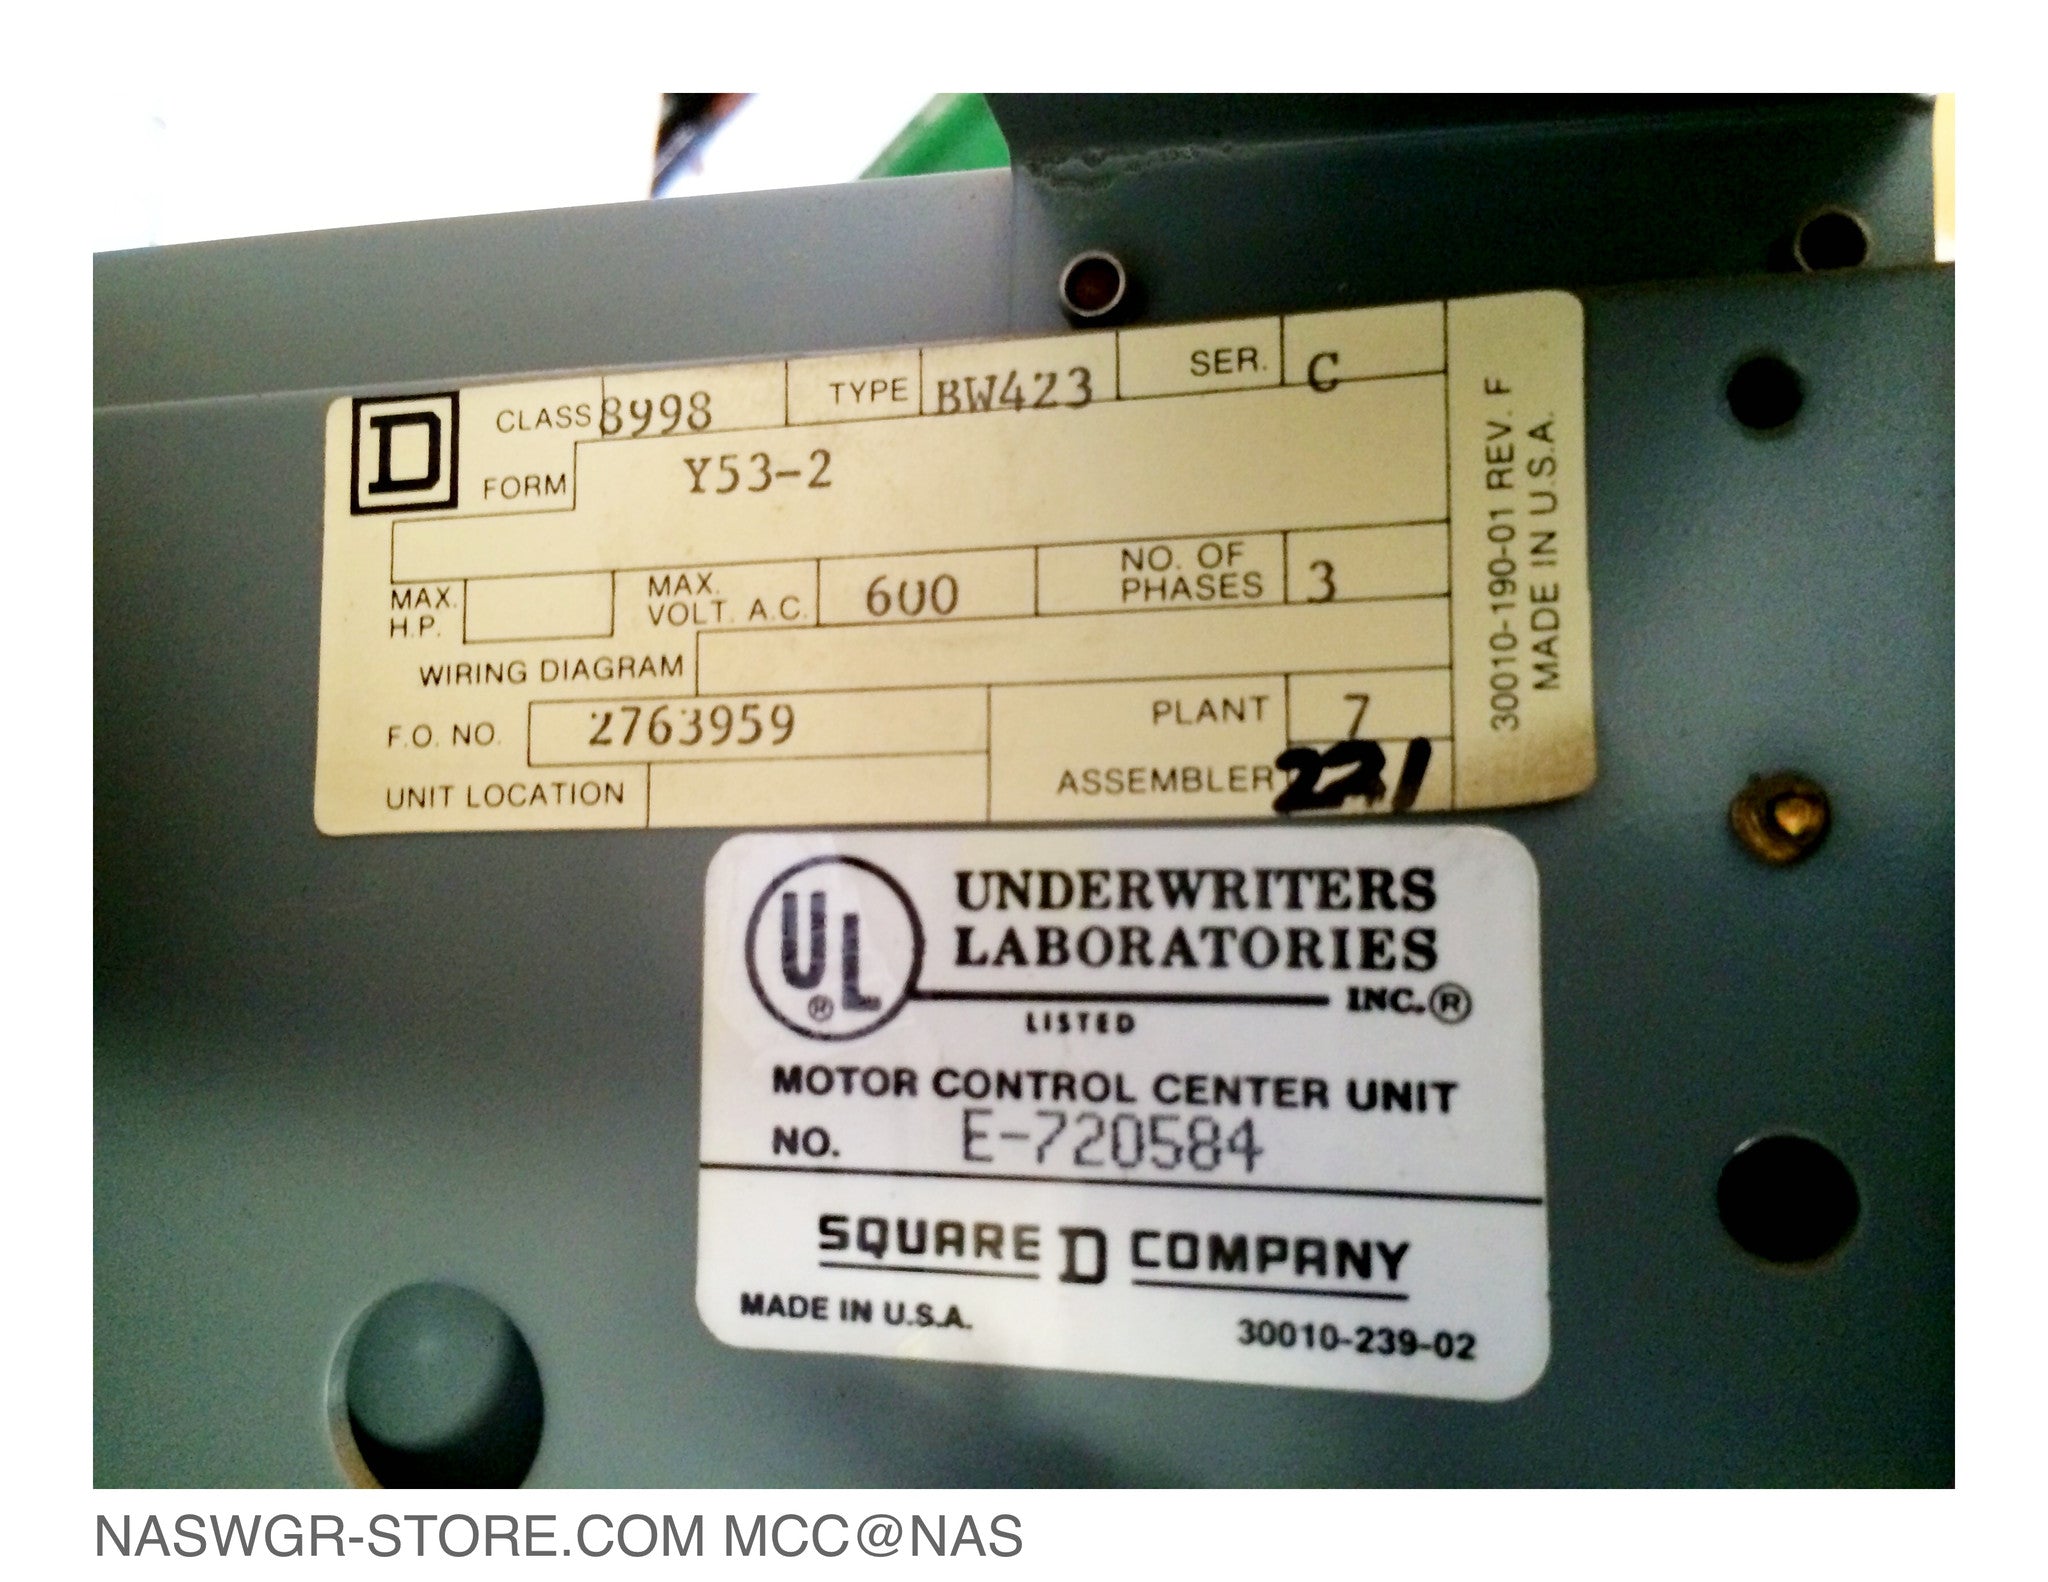 D CLASS 8998 TYPE BW423 SER. C
FORM Y53-2
MAX. H.P. MAX. VOLT. A.C. 600 NO. OF PHASES 3
WIRING DIAGRAM
F.O. NO. 2763959 PLANT 7
UNIT LOCATION ASSEMBLER 221
30010-190-01 REV. F
MADE IN U.S.A.
UL ®
UNDERWRITERS
LABORATORIES
INC.®
LISTED
MOTOR CONTROL CENTER UNIT
NO. E-720584
SQUARE D COMPANY
MADE IN U.S.A. 30010-239-02
NASWGR-STORE.COM MCC@NAS